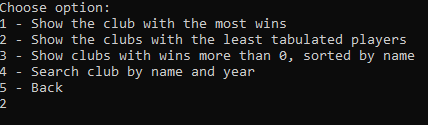 Choose option:
1 - Show the club with the most wins
2 - Show the clubs with the least tabulated players
3 - Show clubs with wins more than 0, sorted by name
4 - Search club by name and year
5 - Back
2